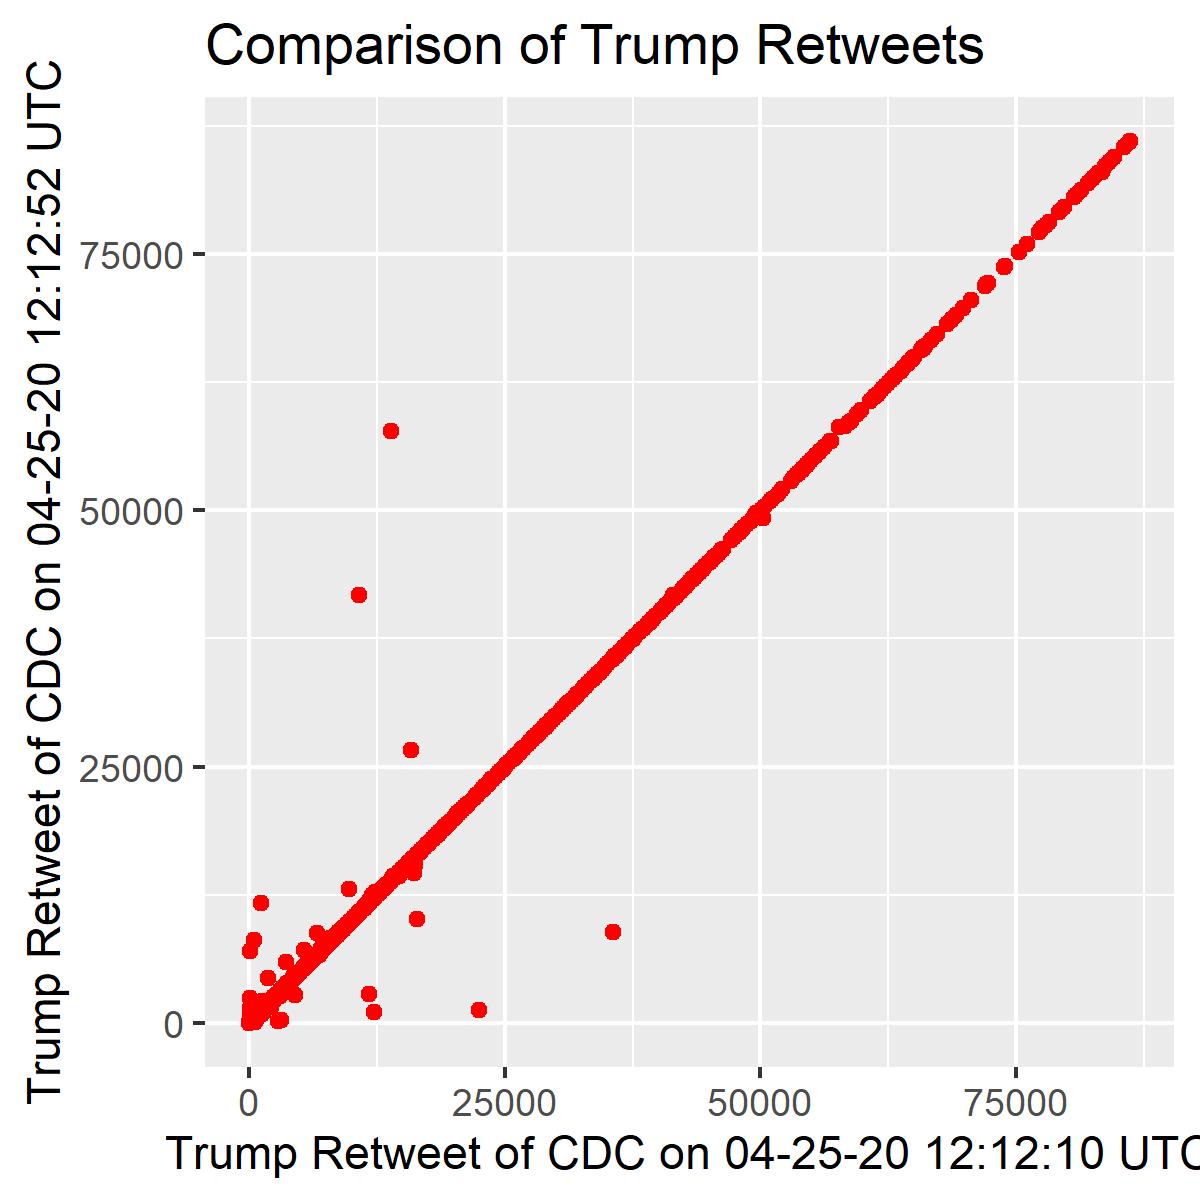 Comparison of Trump Retweets
Trump Retweet of CDC on 04-25-20 12:12:52 UTC
75000
50000
25000
0
0 25000 50000 75000
Trump Retweet of CDC on 04-25-20 12:12:10 UTC